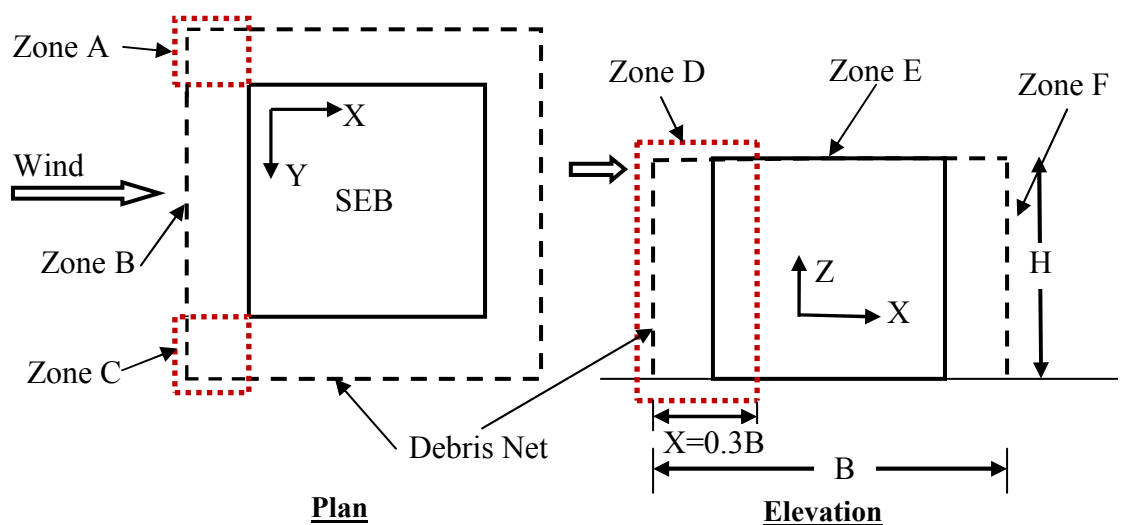 Zone A
X
Y
Wind
SEB
Zone B
Zone C
Debris Net
Plan
Zone D
Zone E
Zone F
Z
X
H
X=0.3B
B
Elevation